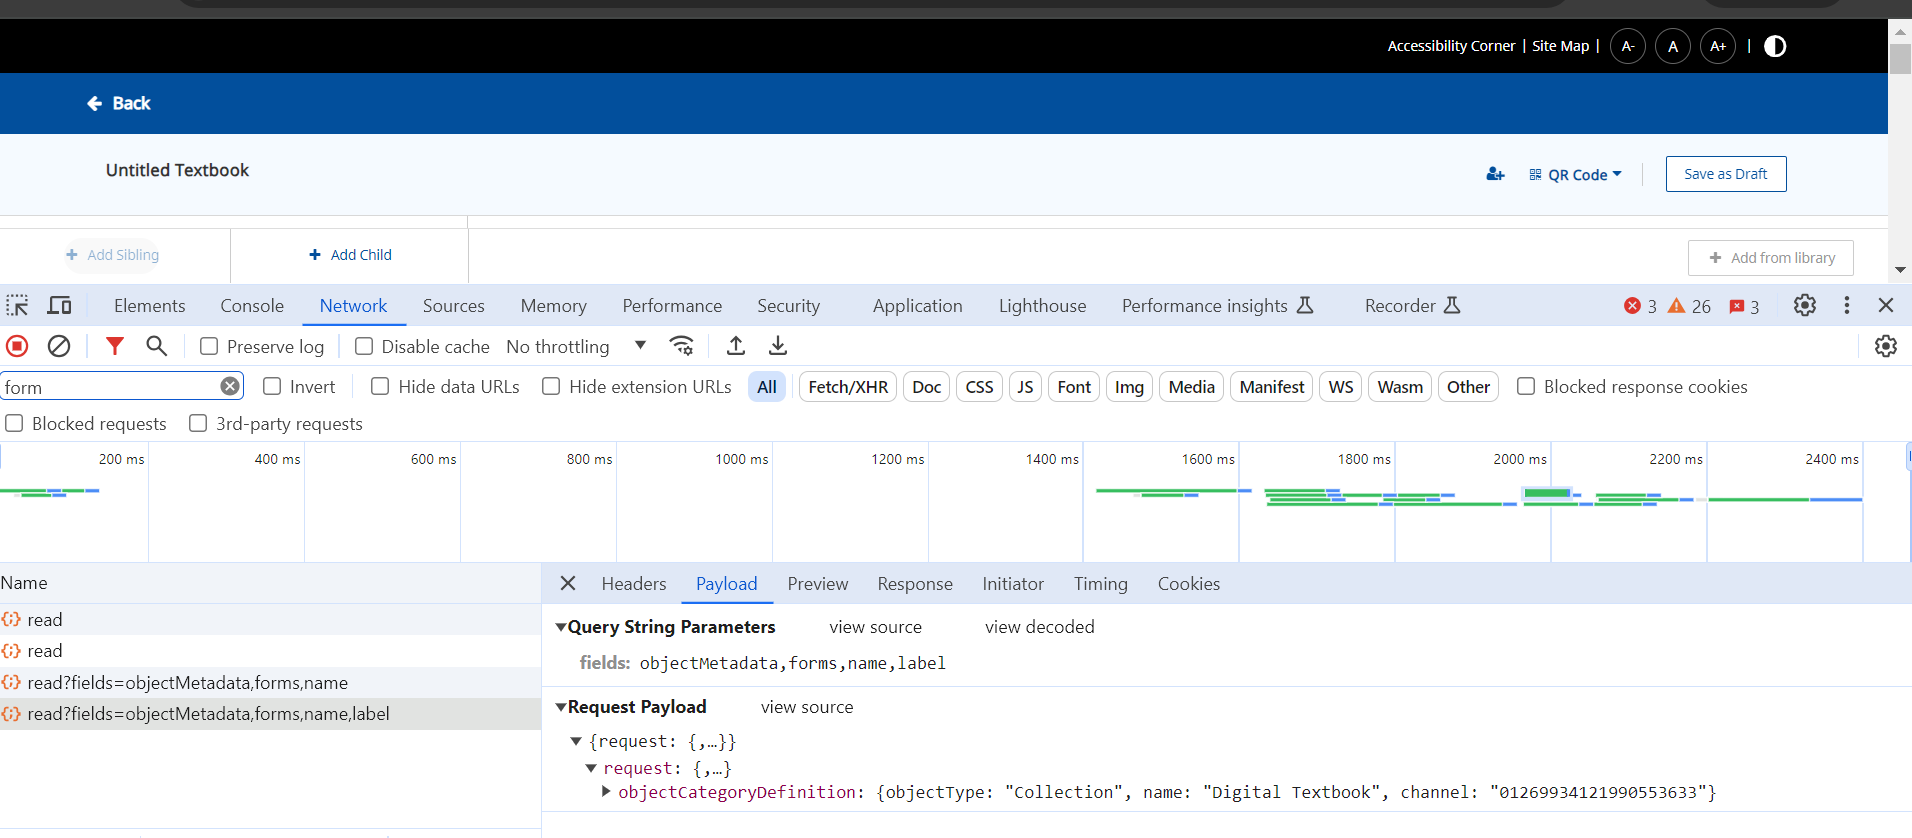 Accessibility Corner | Site Map | A- A A+ |
Back
Untitled Textbook
QR Code
Save as Draft
+ Add Sibling
+ Add Child
+ Add from library
Elements Console Network Sources Memory Performance Security Application Lighthouse Performance insights Recorder 3 26 3
Preserve log Disable cache No throttling
form Invert Hide data URLs Hide extension URLs All Fetch/XHR Doc CSS JS Font Img Media Manifest WS Wasm Other Blocked response cookies
Blocked requests 3rd-party requests
200 ms 400 ms 600 ms 800 ms 1000 ms 1200 ms 1400 ms 1600 ms 1800 ms 2000 ms 2200 ms 2400 ms
Name
read
read
read?fields=objectMetadata,forms,name
read?fields=objectMetadata,forms,name,label
Headers Payload Preview Response Initiator Timing Cookies
Query String Parameters view source view decoded
fields: objectMetadata,forms,name,label
Request Payload view source
{request: {,…}}
request: {,…}
objectCategoryDefinition: {objectType: "Collection", name: "Digital Textbook", channel: "01269934121990553633"}